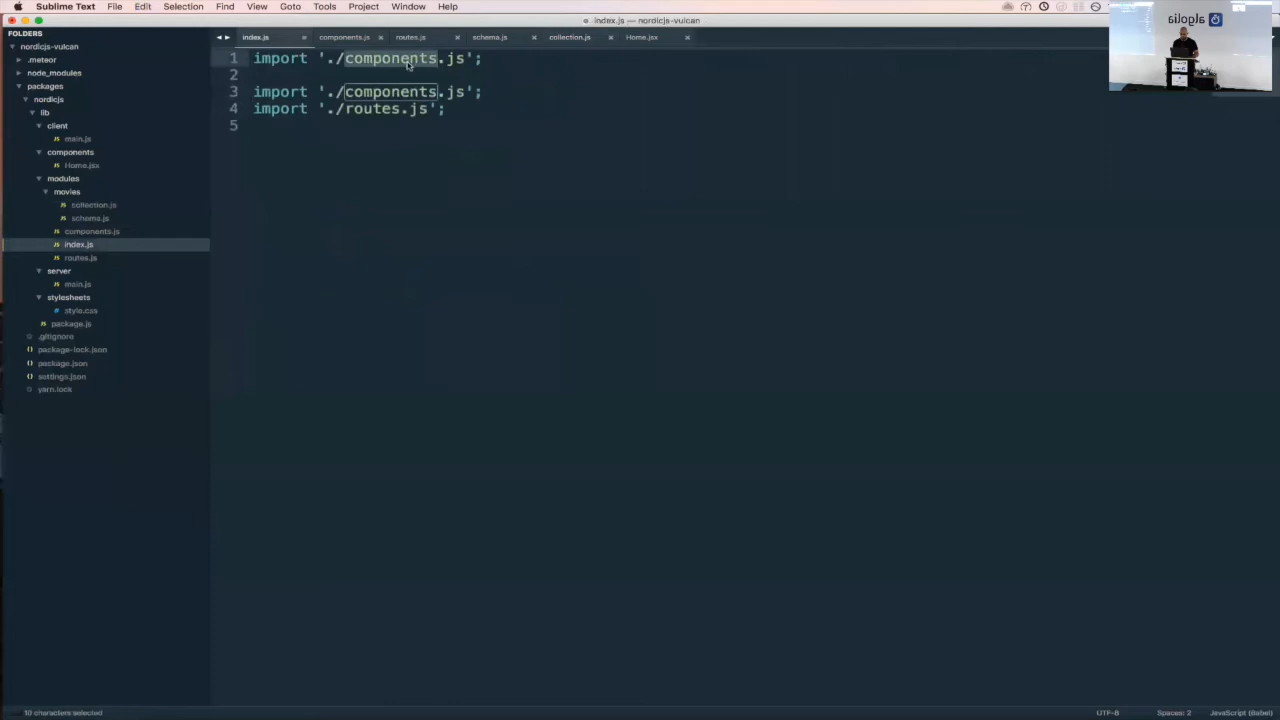 Sublime Text File Edit Selection Find View Goto Tools Project Window Help
index.js — nordicjs-vulcan
algolia
FOLDERS
nordicjs-vulcan
.meteor
node_modules
packages
nordicjs
lib
client
main.js
components
Home.jsx
modules
movies
collection.js
schema.js
components.js
index.js
routes.js
server
main.js
stylesheets
style.css
package.js
.gitignore
package-lock.json
package.json
settings.json
yarn.lock
index.js components.js routes.js schema.js collection.js Home.jsx
1 import './components.js';
2
3 import './components.js';
4 import './routes.js';
5
10 characters selected UTF-8 Spaces: 2 JavaScript (Babel)